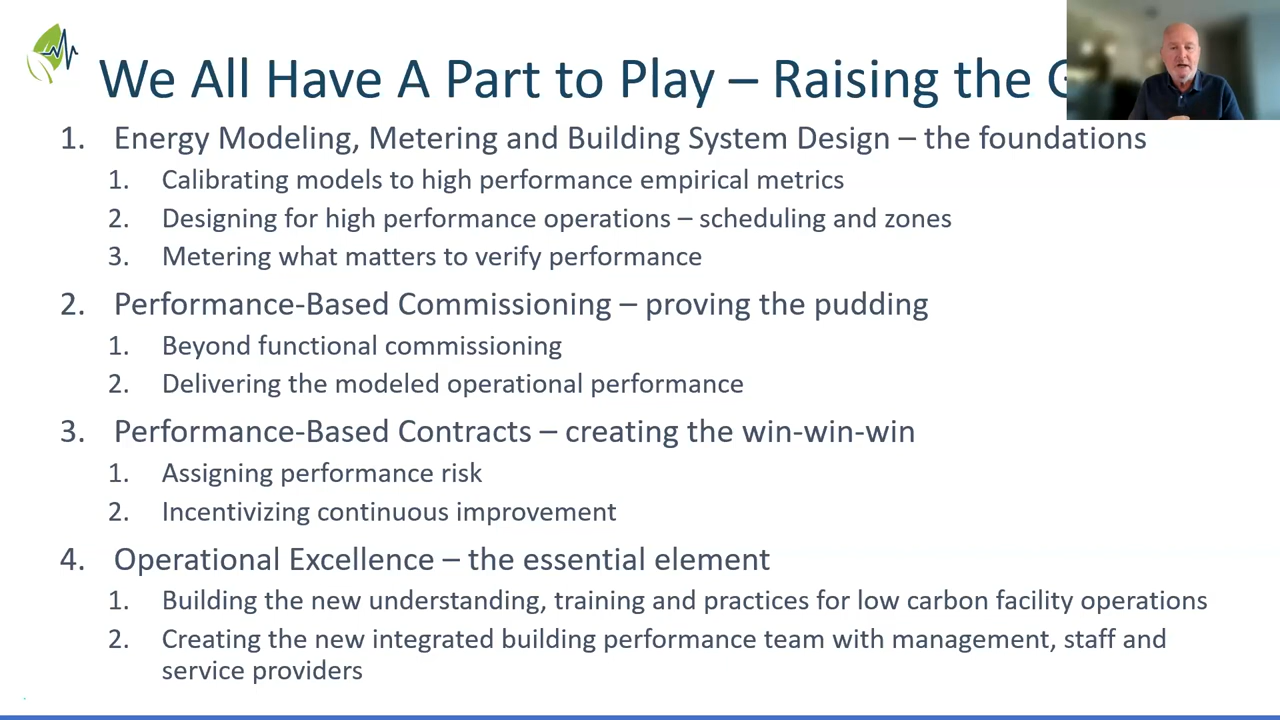 We All Have A Part to Play – Raising the
1. Energy Modeling, Metering and Building System Design – the foundations
1. Calibrating models to high performance empirical metrics
2. Designing for high performance operations – scheduling and zones
3. Metering what matters to verify performance
2. Performance-Based Commissioning – proving the pudding
1. Beyond functional commissioning
2. Delivering the modeled operational performance
3. Performance-Based Contracts – creating the win-win-win
1. Assigning performance risk
2. Incentivizing continuous improvement
4. Operational Excellence – the essential element
1. Building the new understanding, training and practices for low carbon facility operations
2. Creating the new integrated building performance team with management, staff and
service providers